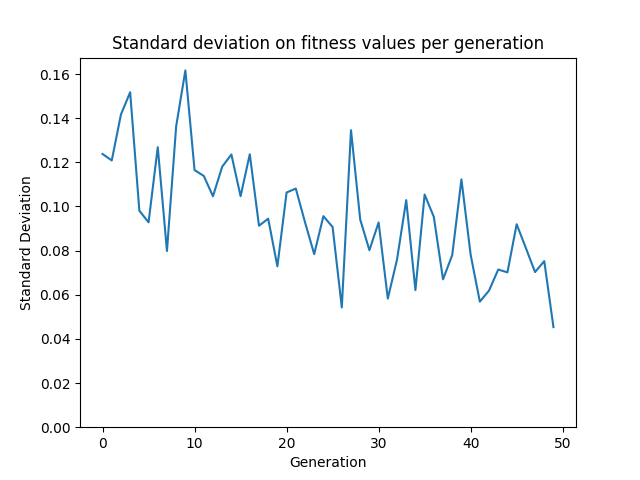 Standard deviation on fitness values per generation
0.16
0.14
0.12
0.10
0.08
0.06
0.04
0.02
0.00
Standard Deviation
0 10 20 30 40 50
Generation